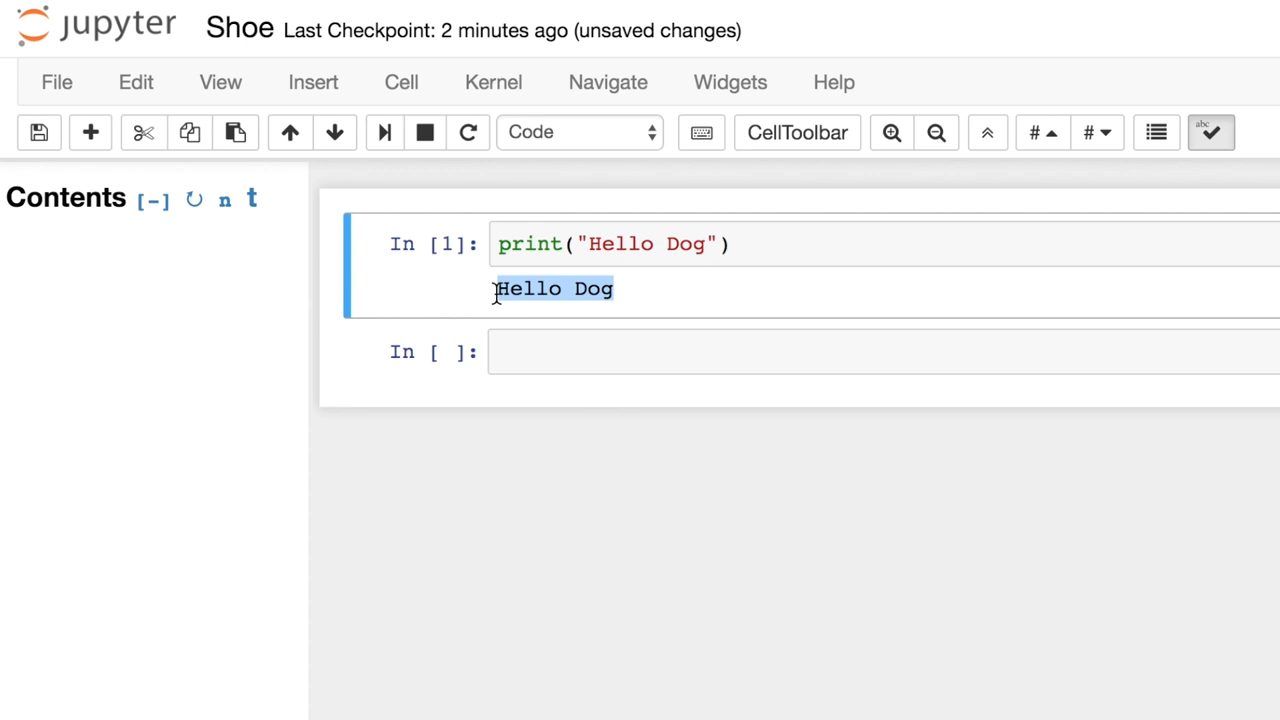 jupyter Shoe Last Checkpoint: 2 minutes ago (unsaved changes)
File Edit View Insert Cell Kernel Navigate Widgets Help
Code CellToolbar # # abc
Contents [-] n t
In [1]: print("Hello Dog")
Hello Dog
In [ ]: